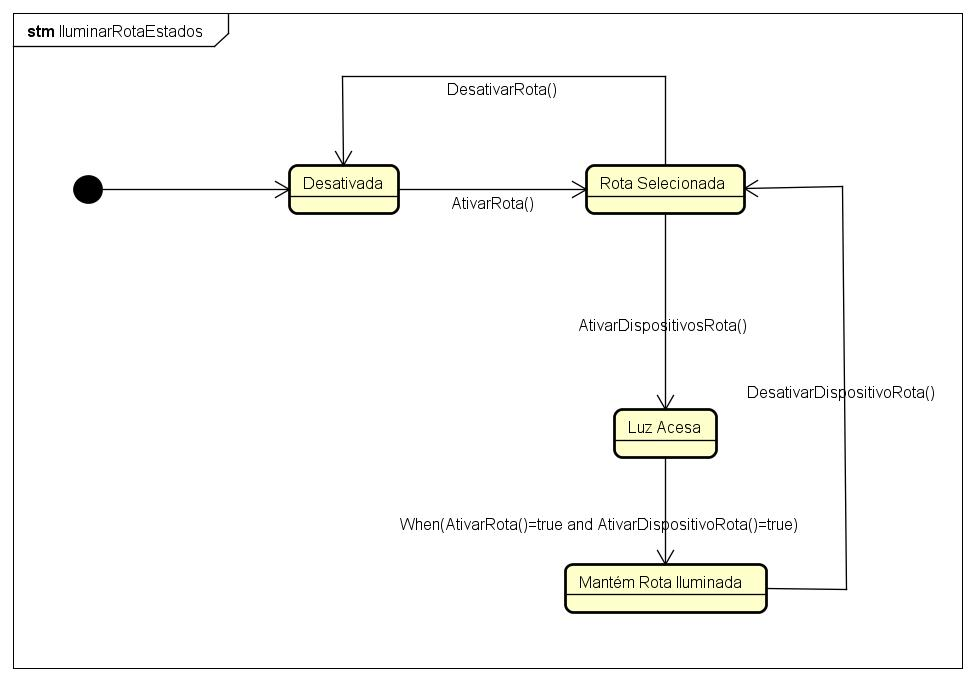 stm IluminarRotaEstados
DesativarRota()
Desativada
Rota Selecionada
AtivarRota()
AtivarDispositivosRota()
DesativarDispositivoRota()
Luz Acesa
When(AtivarRota()=true and AtivarDispositivoRota()=true)
Mantém Rota Iluminada